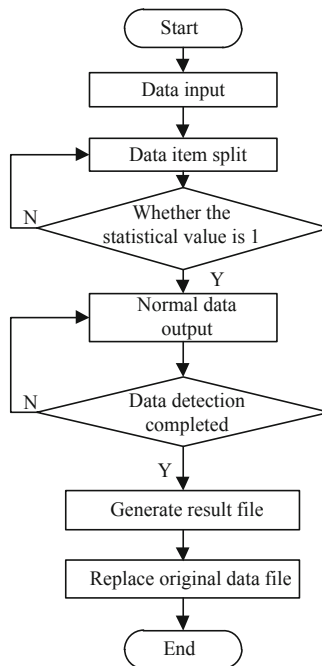 Start
Data input
Data item split
N
Whether the
statistical value is 1
Y
Normal data
output
N
Data detection
completed
Y
Generate result file
Replace original data file
End